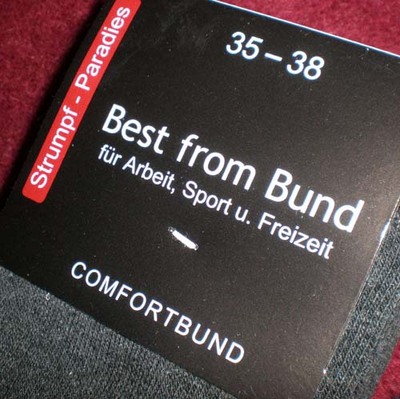 Strumpf - Paradies
35 – 38
Best from Bund
für Arbeit, Sport u. Freizeit
COMFORTBUND